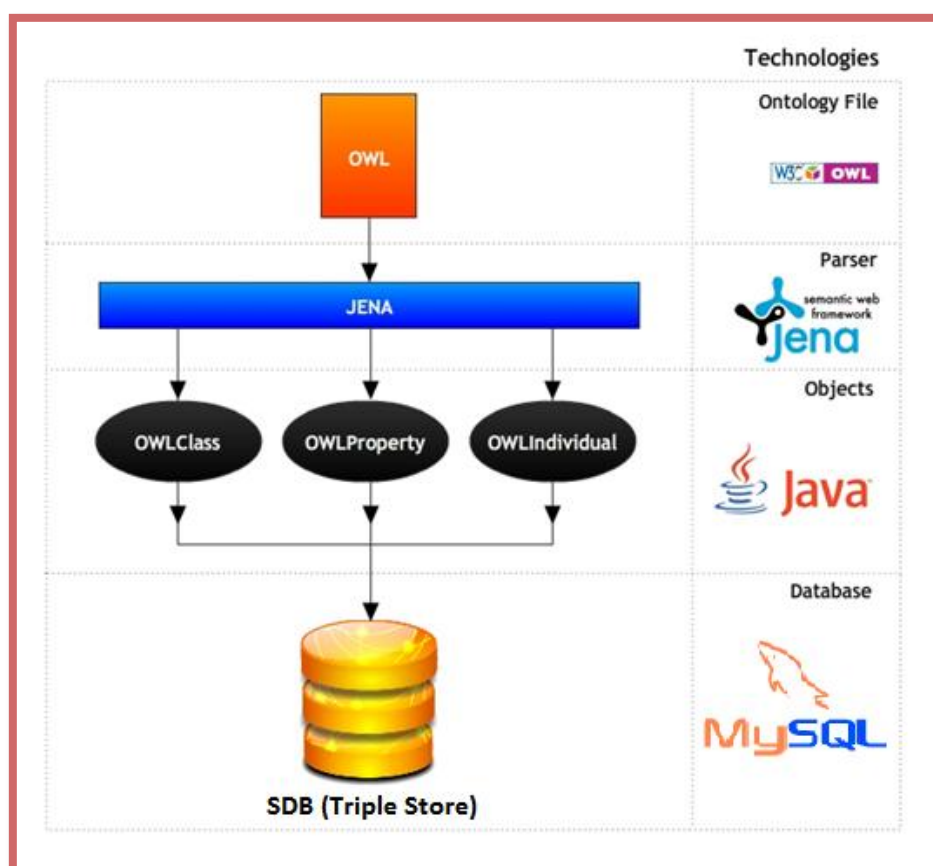 Technologies
Ontology File
OWL
W3C OWL
Parser
JENA
semantic web
framework
Jena
Objects
OWLClass
OWLProperty
OWLIndividual
Java
Database
MySQL
SDB (Triple Store)